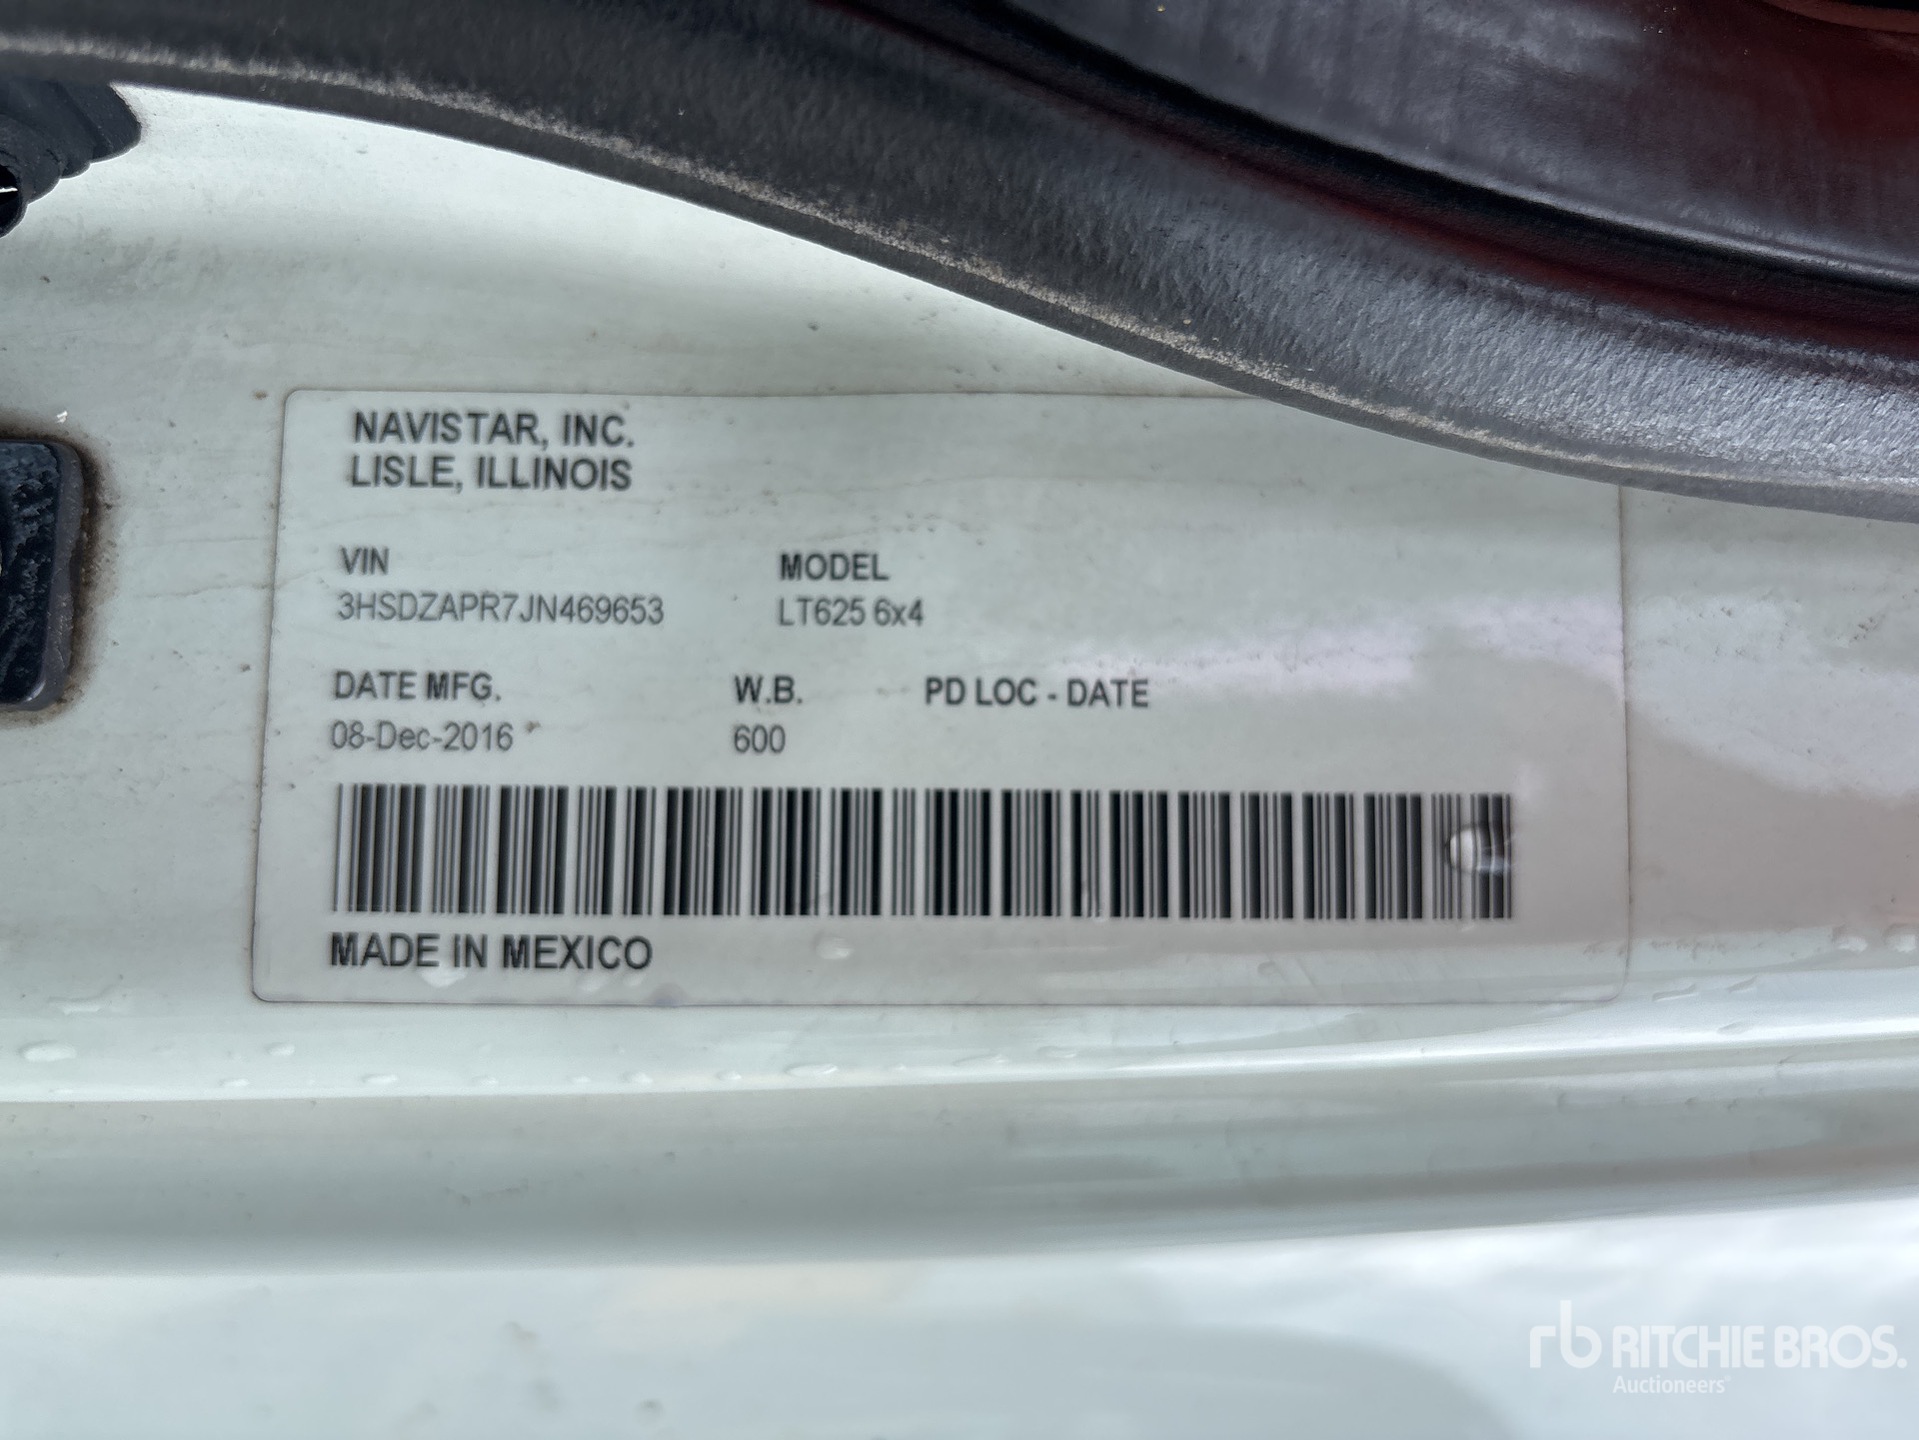 NAVISTAR, INC.
LISLE, ILLINOIS
VIN MODEL
3HSDZAPR7JN469653 LT625 6x4
DATE MFG. W.B. PD LOC - DATE
08-Dec-2016 600
MADE IN MEXICO
rb RITCHIE BROS.
Auctioneers